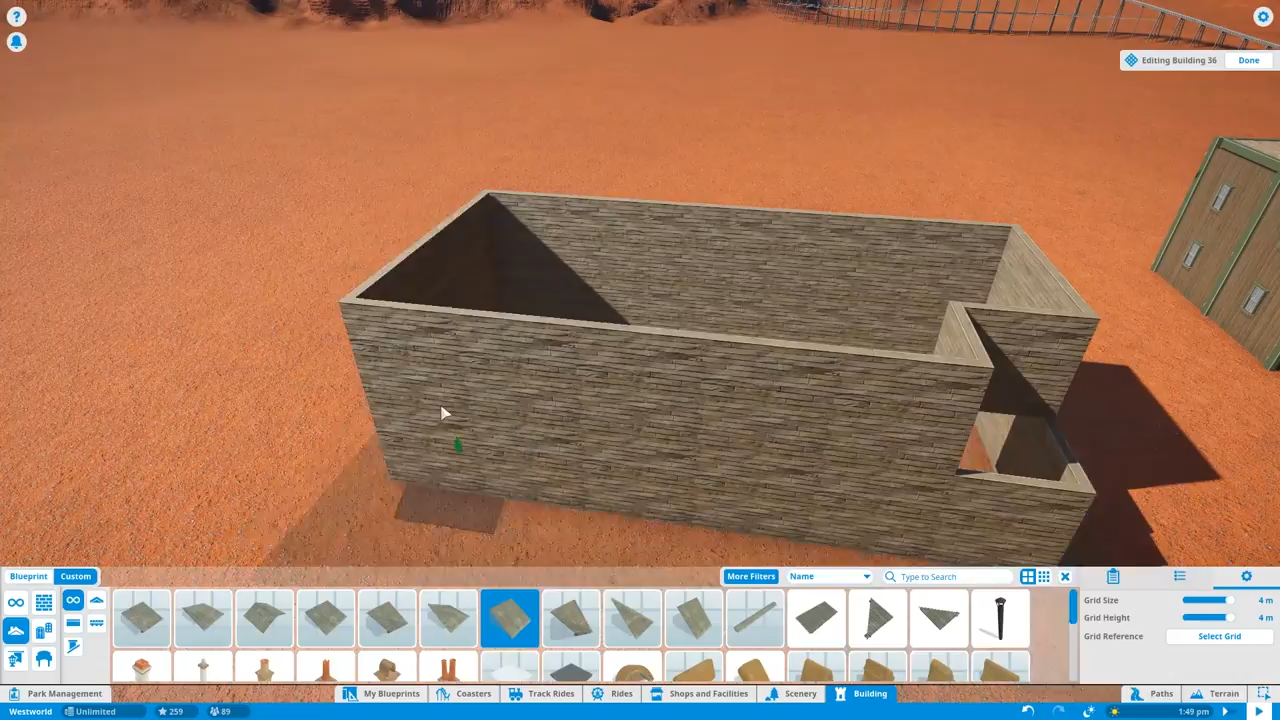 ?
Editing Building 36
Done
Blueprint
Custom
More Filters
Name
Type to Search
Grid Size
4 m
Grid Height
4 m
Grid Reference
Select Grid
Park Management
My Blueprints
Coasters
Track Rides
Rides
Shops and Facilities
Scenery
Building
Paths
Terrain
Westworld
Unlimited
259
89
1:49 pm